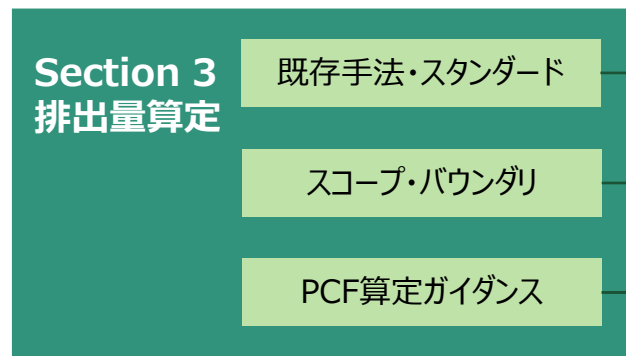 Section 3
排出量算定
既存手法・スタンダード
スコープ・バウンダリ
PCF算定ガイダンス